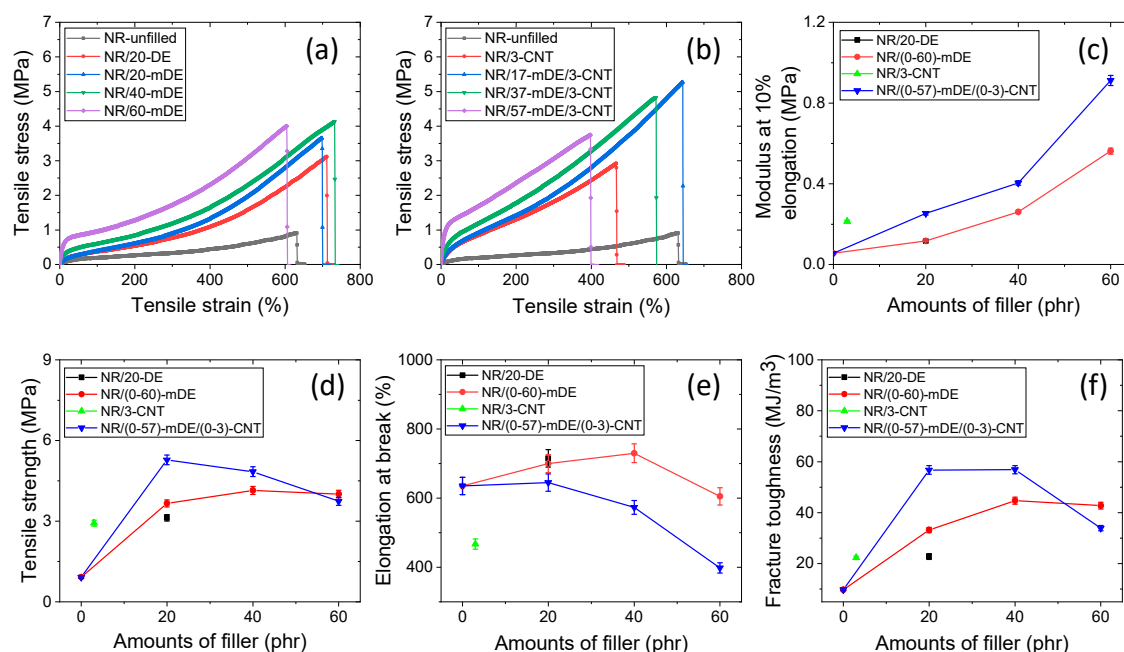 (a)
NR-unfilled
NR/20-DE
NR/20-mDE
NR/40-mDE
NR/60-mDE
7
6
5
4
3
2
1
0
Tensile stress (MPa)
0 100 200 300 400 500 600 700 800
Tensile strain (%)
(b)
NR-unfilled
NR/3-CNT
NR/17-mDE/3-CNT
NR/37-mDE/3-CNT
NR/57-mDE/3-CNT
7
6
5
4
3
2
1
0
Tensile stress (MPa)
0 100 200 300 400 500 600 700 800
Tensile strain (%)
(c)
NR/20-DE
NR/(0-60)-mDE
NR/3-CNT
NR/(0-57)-mDE/(0-3)-CNT
1.2
0.8
0.4
0.0
Modulus at 10%
elongation (MPa)
0 20 40 60
Amounts of filler (phr)
(d)
NR/20-DE
NR/(0-60)-mDE
NR/3-CNT
NR/(0-57)-mDE/(0-3)-CNT
9
6
3
0
Tensile strength (MPa)
0 20 40 60
Amounts of filler (phr)
(e)
NR/20-DE
NR/(0-60)-mDE
NR/3-CNT
NR/(0-57)-mDE/(0-3)-CNT
1000
800
600
400
Elongation at break (%)
0 20 40 60
Amounts of filler (phr)
(f)
NR/20-DE
NR/(0-60)-mDE
NR/3-CNT
NR/(0-57)-mDE/(0-3)-CNT
100
80
60
40
20
Fracture toughness (MJ/m3)
0 20 40 60
Amounts of filler (phr)